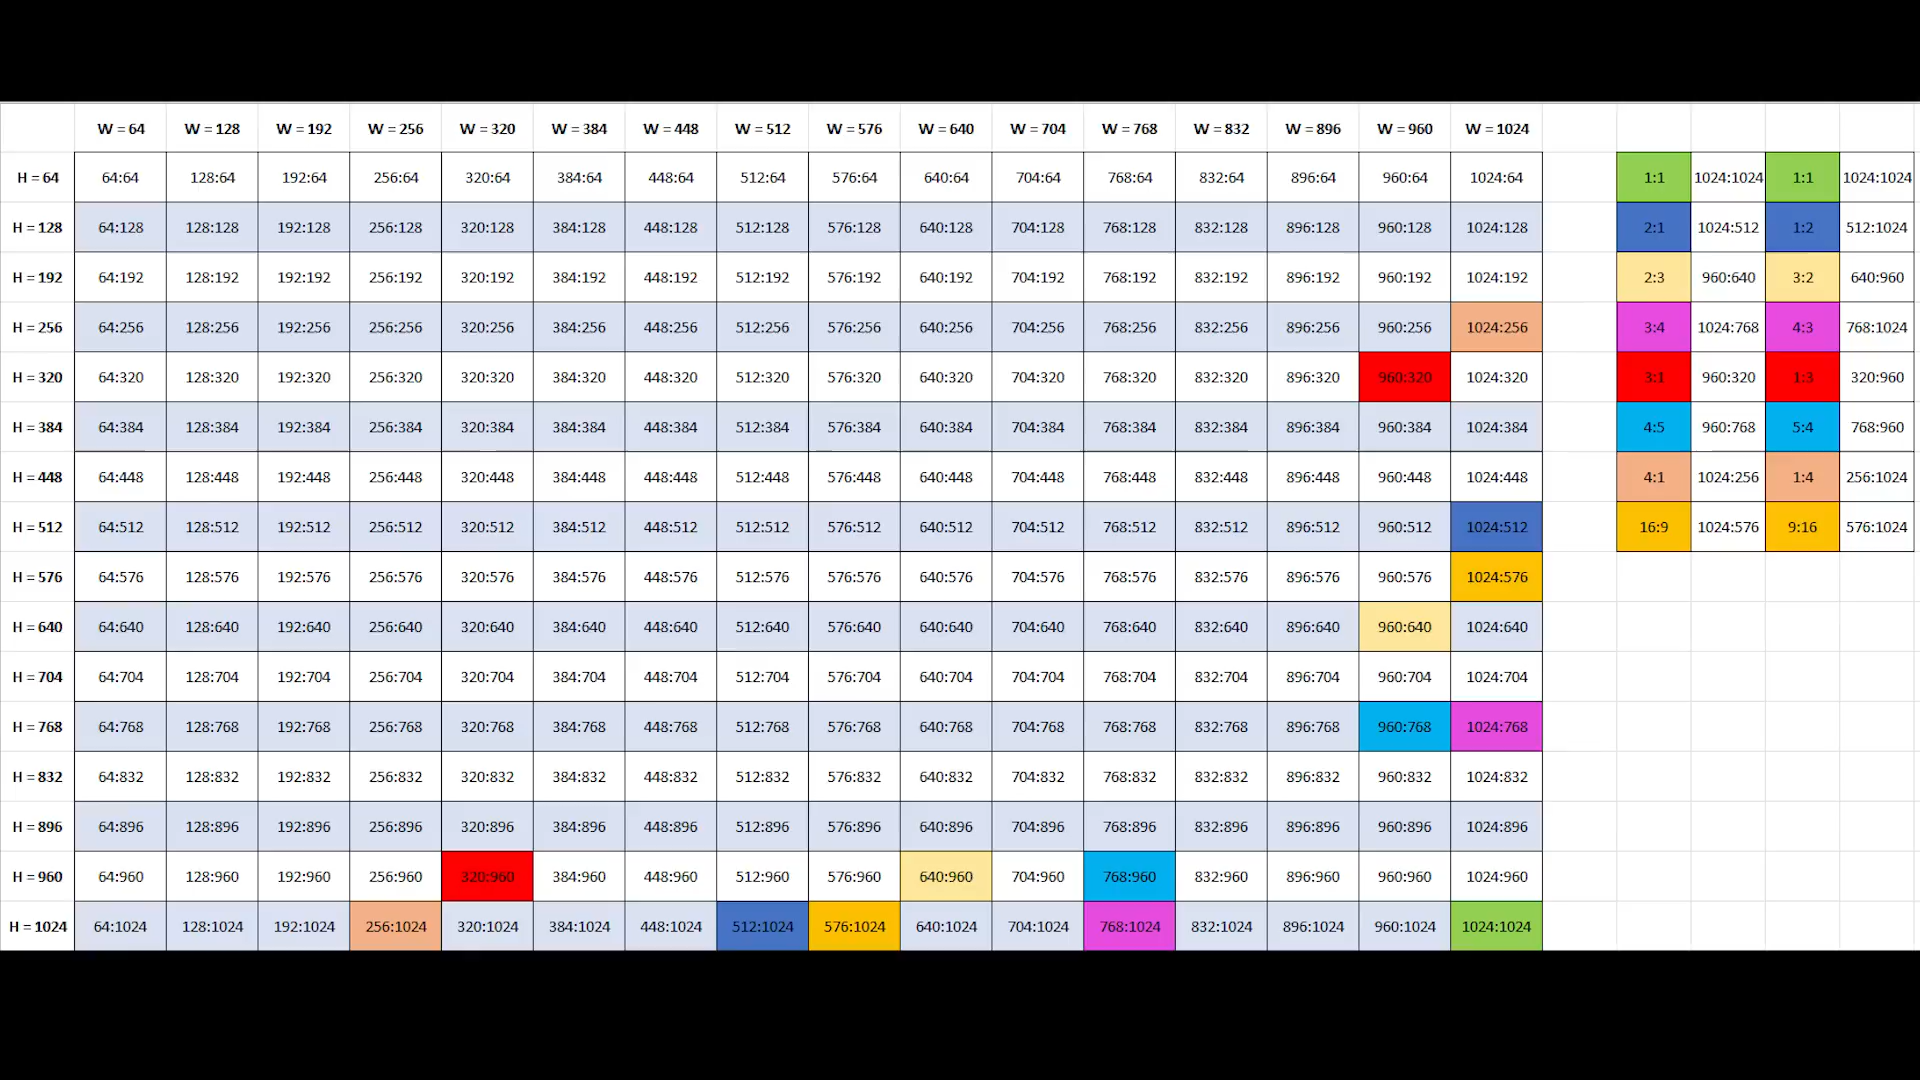 W = 64 W = 128 W = 192 W = 256 W = 320 W = 384 W = 448 W = 512 W = 576 W = 640 W = 704 W = 768 W = 832 W = 896 W = 960 W = 1024
H = 64 64:64 128:64 192:64 256:64 320:64 384:64 448:64 512:64 576:64 640:64 704:64 768:64 832:64 896:64 960:64 1024:64 1:1 1024:1024 1:1 1024:1024
H = 128 64:128 128:128 192:128 256:128 320:128 384:128 448:128 512:128 576:128 640:128 704:128 768:128 832:128 896:128 960:128 1024:128 2:1 1024:512 1:2 512:1024
H = 192 64:192 128:192 192:192 256:192 320:192 384:192 448:192 512:192 576:192 640:192 704:192 768:192 832:192 896:192 960:192 1024:192 2:3 960:640 3:2 640:960
H = 256 64:256 128:256 192:256 256:256 320:256 384:256 448:256 512:256 576:256 640:256 704:256 768:256 832:256 896:256 960:256 1024:256 3:4 1024:768 4:3 768:1024
H = 320 64:320 128:320 192:320 256:320 320:320 384:320 448:320 512:320 576:320 640:320 704:320 768:320 832:320 896:320 960:320 1024:320 3:1 960:320 1:3 320:960
H = 384 64:384 128:384 192:384 256:384 320:384 384:384 448:384 512:384 576:384 640:384 704:384 768:384 832:384 896:384 960:384 1024:384 4:5 960:768 5:4 768:960
H = 448 64:448 128:448 192:448 256:448 320:448 384:448 448:448 512:448 576:448 640:448 704:448 768:448 832:448 896:448 960:448 1024:448 4:1 1024:256 1:4 256:1024
H = 512 64:512 128:512 192:512 256:512 320:512 384:512 448:512 512:512 576:512 640:512 704:512 768:512 832:512 896:512 960:512 1024:512 16:9 1024:576 9:16 576:1024
H = 576 64:576 128:576 192:576 256:576 320:576 384:576 448:576 512:576 576:576 640:576 704:576 768:576 832:576 896:576 960:576 1024:576
H = 640 64:640 128:640 192:640 256:640 320:640 384:640 448:640 512:640 576:640 640:640 704:640 768:640 832:640 896:640 960:640 1024:640
H = 704 64:704 128:704 192:704 256:704 320:704 384:704 448:704 512:704 576:704 640:704 704:704 768:704 832:704 896:704 960:704 1024:704
H = 768 64:768 128:768 192:768 256:768 320:768 384:768 448:768 512:768 576:768 640:768 704:768 768:768 832:768 896:768 960:768 1024:768
H = 832 64:832 128:832 192:832 256:832 320:832 384:832 448:832 512:832 576:832 640:832 704:832 768:832 832:832 896:832 960:832 1024:832
H = 896 64:896 128:896 192:896 256:896 320:896 384:896 448:896 512:896 576:896 640:896 704:896 768:896 832:896 896:896 960:896 1024:896
H = 960 64:960 128:960 192:960 256:960 320:960 384:960 448:960 512:960 576:960 640:960 704:960 768:960 832:960 896:960 960:960 1024:960
H = 1024 64:1024 128:1024 192:1024 256:1024 320:1024 384:1024 448:1024 512:1024 576:1024 640:1024 704:1024 768:1024 832:1024 896:1024 960:1024 1024:1024